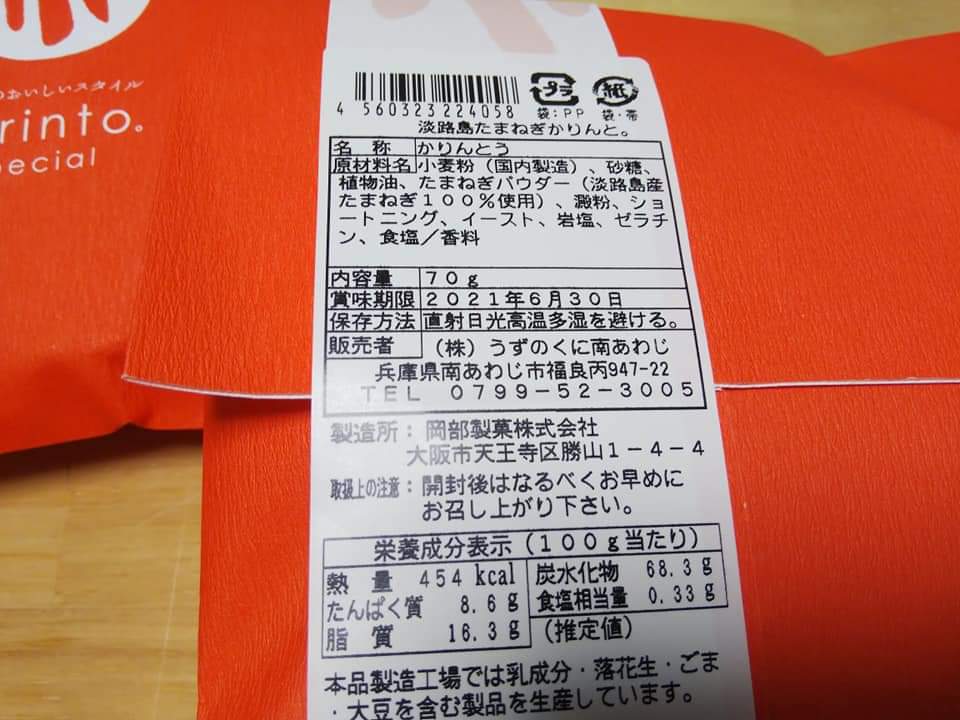 のおいしいスタイル
rinto.
pecial
4 560323224058
プラ
紙
袋:PP 袋・帯
淡路島たまねぎかりんと。
名称 かりんとう
原材料名 小麦粉（国内製造）、砂糖、
植物油、たまねぎパウダー（淡路島産
たまねぎ１００％使用）、澱粉、ショ
ートニング、イースト、岩塩、ゼラチ
ン、食塩／香料
内容量 ７０ｇ
賞味期限 ２０２１年６月３０日
保存方法 直射日光高温多湿を避ける。
販売者 （株）うずのくに南あわじ
兵庫県南あわじ市福良丙947-22
ＴＥＬ ０７９９－５２－３００５
製造所：岡部製菓株式会社
大阪市天王寺区勝山１－４－４
取扱上の注意：開封後はなるべくお早めに
お召し上がり下さい。
栄養成分表示（１００ｇ当たり）
熱量 454 kcal 炭水化物 68.3g
たんぱく質 8.6g 食塩相当量 0.33g
脂質 16.3g （推定値）
本品製造工場では乳成分・落花生・ごま
・大豆を含む製品を生産しています。